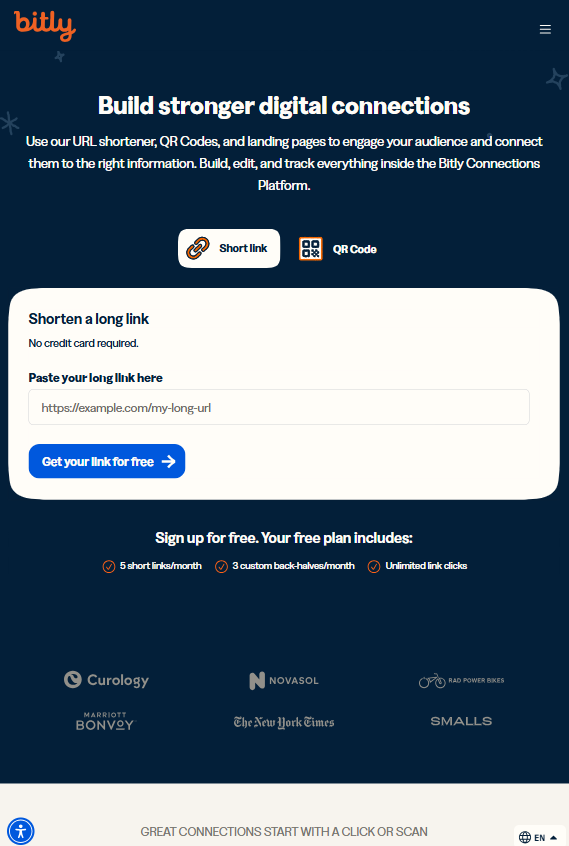 bitly
Build stronger digital connections
Use our URL shortener, QR Codes, and landing pages to engage your audience and connect
them to the right information. Build, edit, and track everything inside the Bitly Connections
Platform.
Short link
QR Code
Shorten a long link
No credit card required.
Paste your long link here
https://example.com/my-long-url
Get your link for free
Sign up for free. Your free plan includes:
5 short links/month
3 custom back-halves/month
Unlimited link clicks
Curology
NOVASOL
RAD POWER BIKES
MARRIOTT
BONVOY
The New York Times
SMALLS
GREAT CONNECTIONS START WITH A CLICK OR SCAN
EN